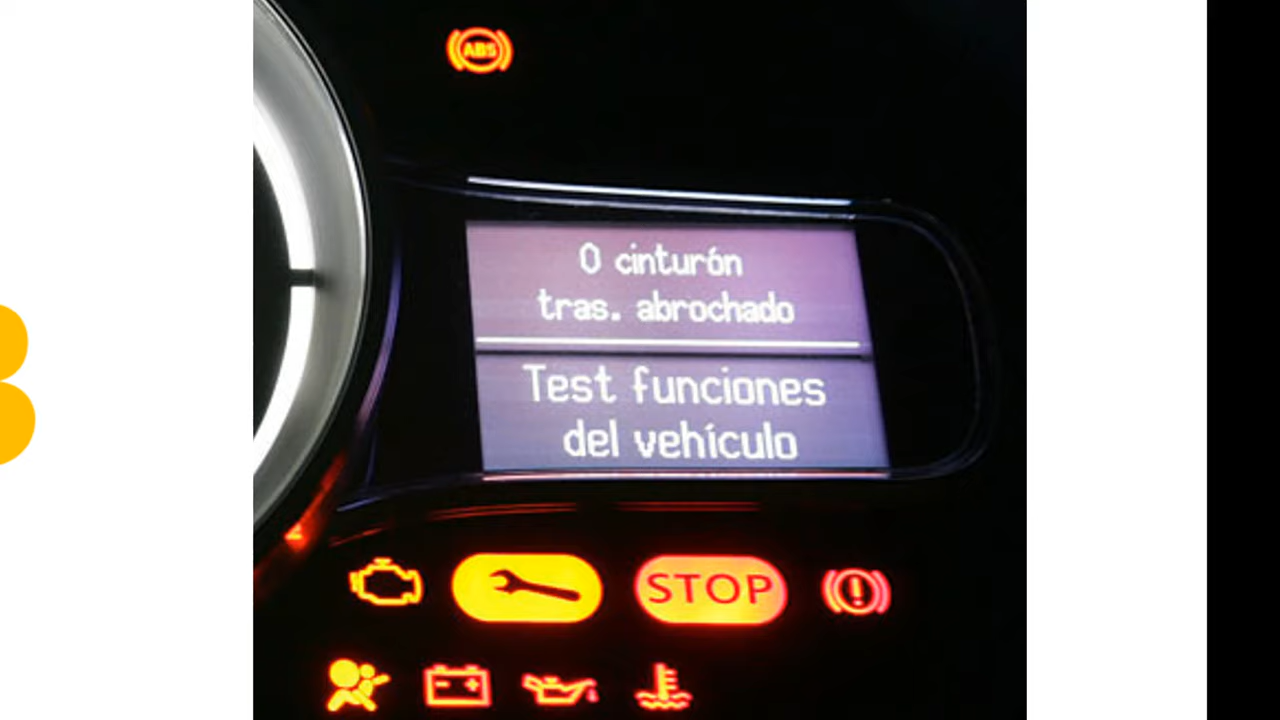 ABS
0 cinturón
tras. abrochado
Test funciones
del vehículo
STOP